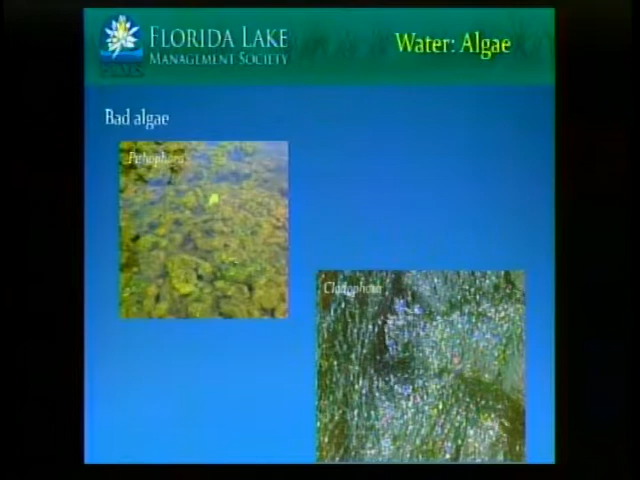 FLORIDA LAKE
MANAGEMENT SOCIETY
Water: Algae
Bad algae
Pithophora
Cladophora